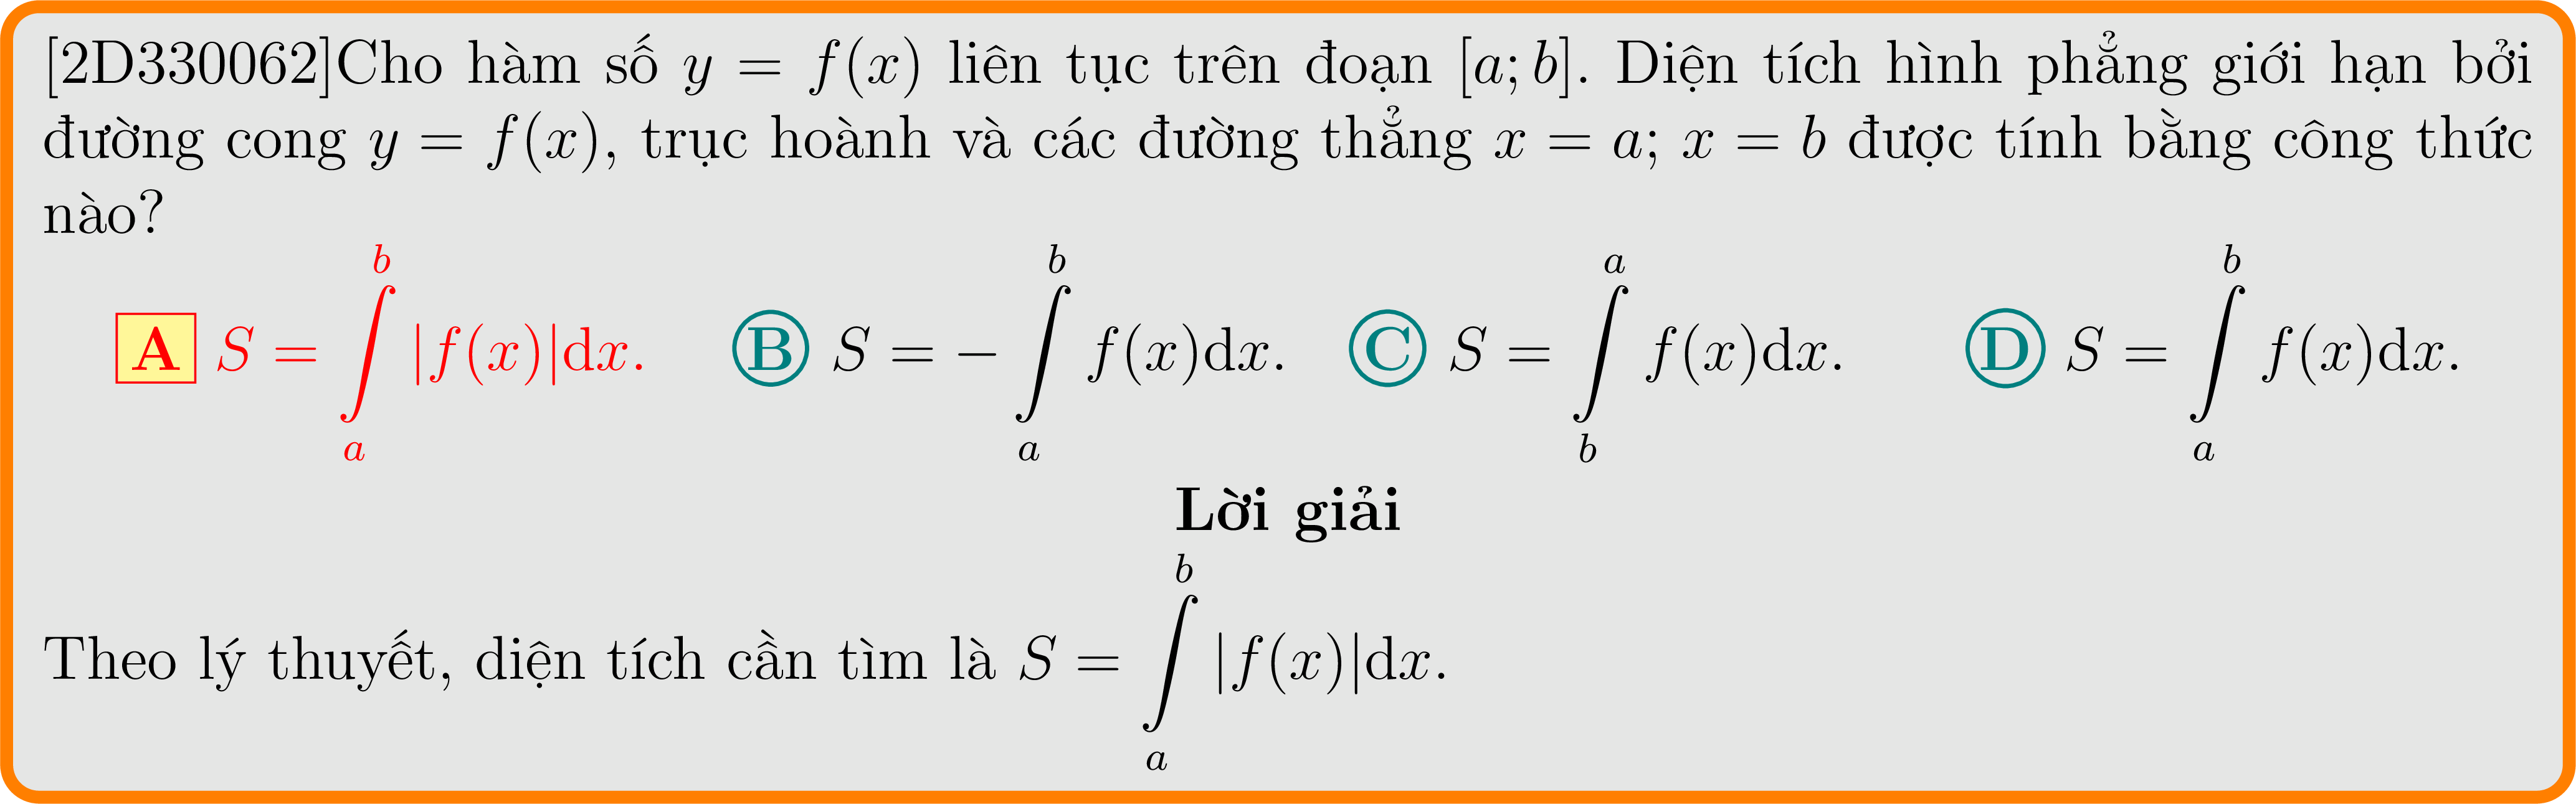 [2D330062]Cho hàm số $y = f(x)$ liên tục trên đoạn $[a; b]$. Diện tích hình phẳng giới hạn bởi
đường cong $y = f(x)$, trục hoành và các đường thẳng $x = a$; $x = b$ được tính bằng công thức
nào?
A $S = \int\limits_a^b |f(x)|\mathrm{d}x.$ B $S = -\int\limits_a^b f(x)\mathrm{d}x.$ C $S = \int\limits_b^a f(x)\mathrm{d}x.$ D $S = \int\limits_a^b f(x)\mathrm{d}x.$
Lời giải
Theo lý thuyết, diện tích cần tìm là $S = \int\limits_a^b |f(x)|\mathrm{d}x.$